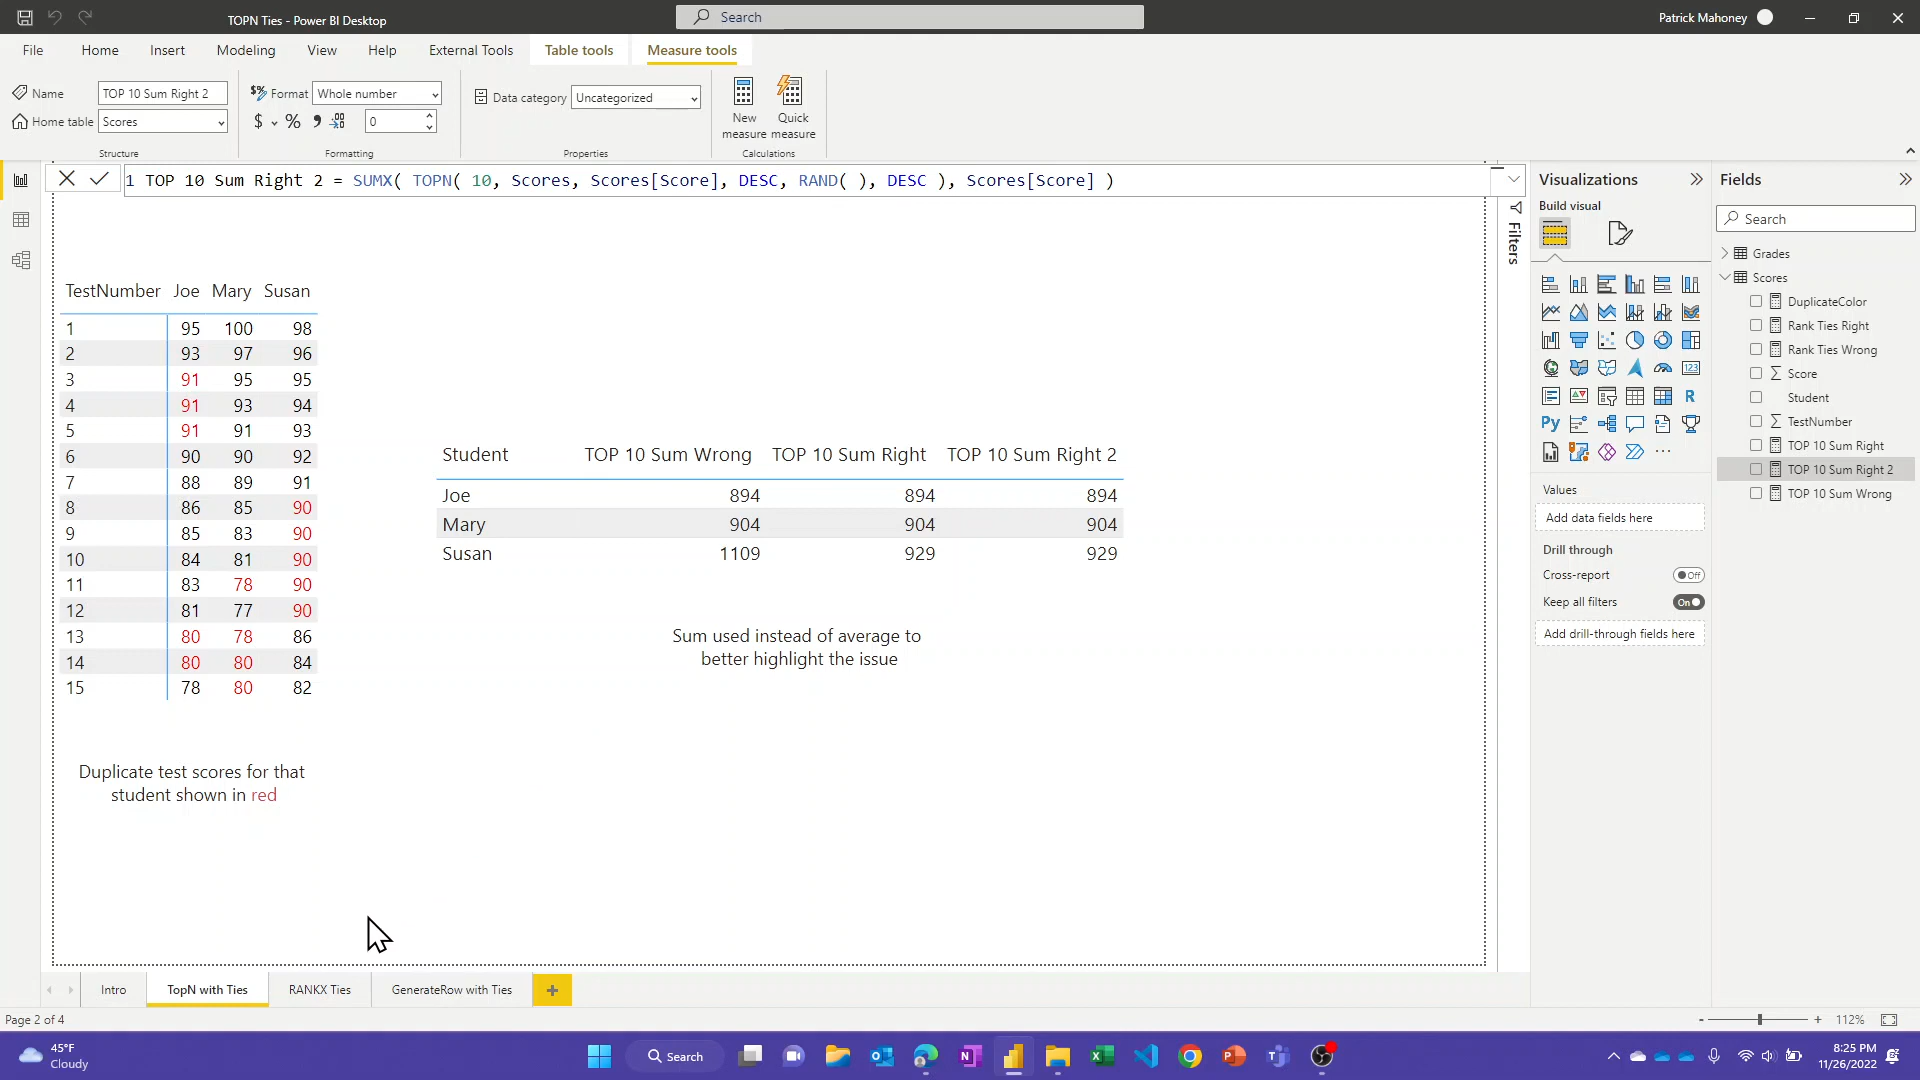 TOPN Ties - Power BI Desktop
Search
Patrick Mahoney
File Home Insert Modeling View Help External Tools Table tools Measure tools
Name TOP 10 Sum Right 2
Home table Scores
Structure
Format Whole number
$ % 0
Formatting
Data category Uncategorized
Properties
New measure
Quick measure
Calculations
1 TOP 10 Sum Right 2 = SUMX( TOPN( 10, Scores, Scores[Score], DESC, RAND( ), DESC ), Scores[Score] )
TestNumber Joe Mary Susan
1 95 100 98
2 93 97 96
3 91 95 95
4 91 93 94
5 91 91 93
6 90 90 92
7 88 89 91
8 86 85 90
9 85 83 90
10 84 81 90
11 83 78 90
12 81 77 90
13 80 78 86
14 80 80 84
15 78 80 82
Duplicate test scores for that
student shown in red
Student TOP 10 Sum Wrong TOP 10 Sum Right TOP 10 Sum Right 2
Joe 894 894 894
Mary 904 904 904
Susan 1109 929 929
Sum used instead of average to
better highlight the issue
Filters
Visualizations
Build visual
123
R
Py
Values
Add data fields here
Drill through
Cross-report Off
Keep all filters On
Add drill-through fields here
Fields
Search
Grades
Scores
DuplicateColor
Rank Ties Right
Rank Ties Wrong
Score
Student
TestNumber
TOP 10 Sum Right
TOP 10 Sum Right 2
TOP 10 Sum Wrong
Intro TopN with Ties RANKX Ties GenerateRow with Ties
Page 2 of 4
- + 112%
45°F
Cloudy
Search
8:25 PM
11/26/2022